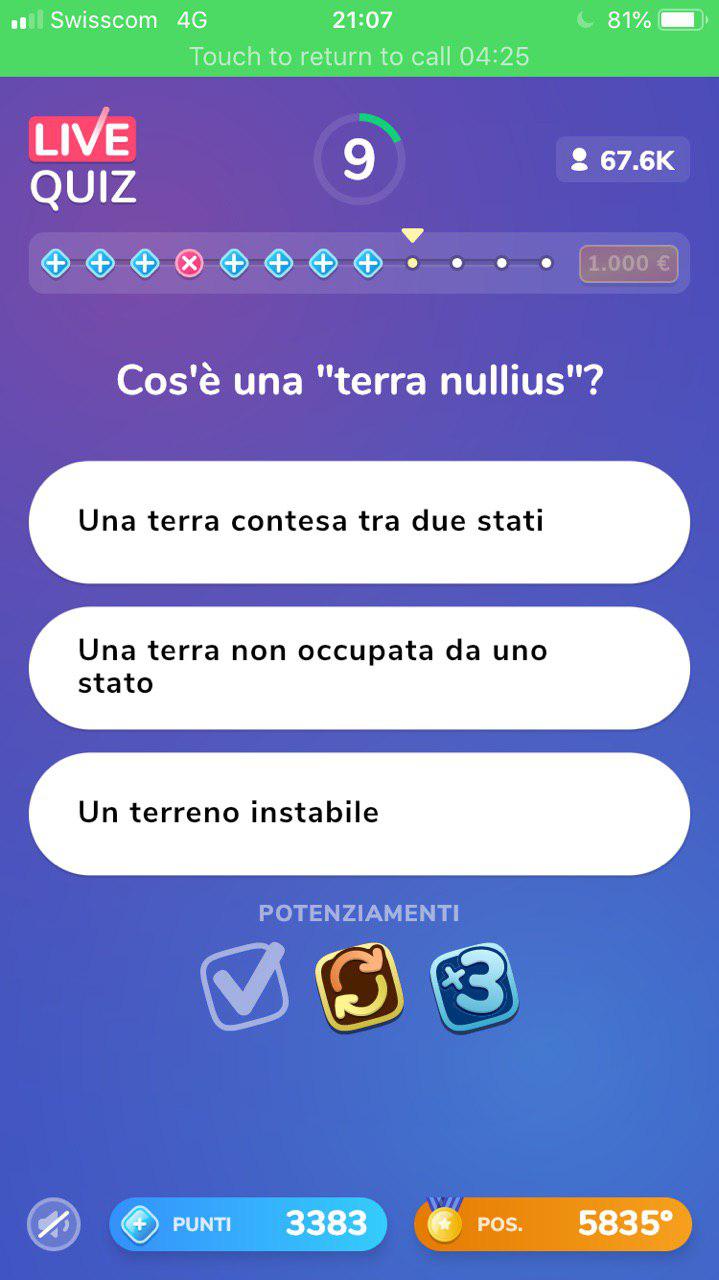 Swisscom 4G 21:07 81%
Touch to return to call 04:25
LIVE
QUIZ
9
67.6K
1.000 €
Cos'è una "terra nullius"?
Una terra contesa tra due stati
Una terra non occupata da uno
stato
Un terreno instabile
POTENZIAMENTI
×3
PUNTI 3383
POS. 5835°